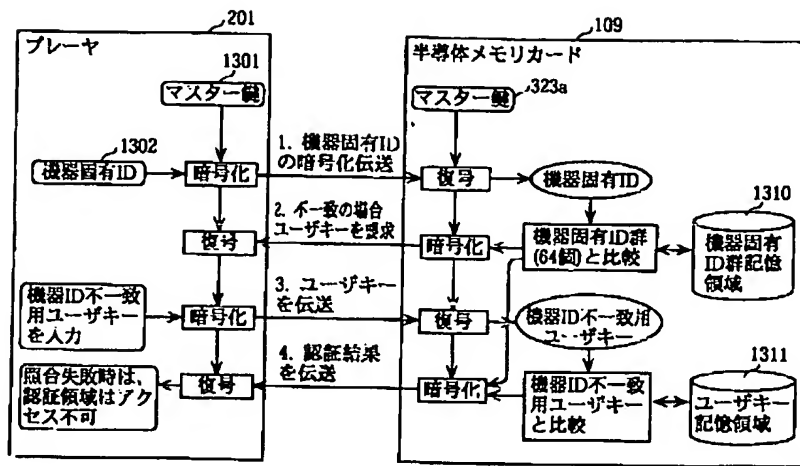 201
プレーヤ
1301
マスター鍵
1302
機器固有ID
暗号化
1. 機器固有ID
の暗号化伝送
復号
2. 不一致の場合
ユーザキーを要求
機器ID不一致
用ユーザキー
を入力
暗号化
3. ユーザキー
を伝送
照合失敗時は、
認証領域はアク
セス不可
復号
4. 認証結果
を伝送
109
半導体メモリカード
マスター鍵
323a
復号
機器固有ID
暗号化
機器固有ID群
(64個)と比較
1310
機器固有
ID群記憶
領域
復号
機器ID不一致用
ユーザキー
暗号化
機器ID不一致
用ユーザキー
と比較
1311
ユーザキー
記憶領域